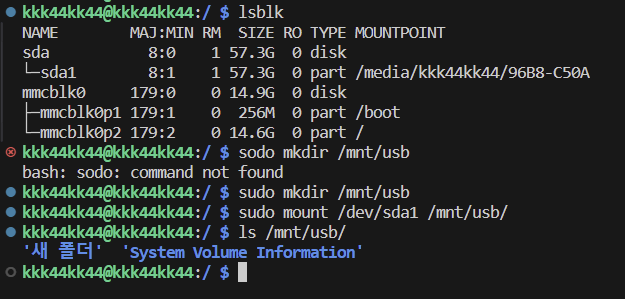 kkk44kk44@kkk44kk44:/ $ lsblk
NAME        MAJ:MIN RM  SIZE RO TYPE MOUNTPOINT
sda           8:0    1 57.3G  0 disk
└─sda1        8:1    1 57.3G  0 part /media/kkk44kk44/96B8-C50A
mmcblk0     179:0    0 14.9G  0 disk
├─mmcblk0p1 179:1    0  256M  0 part /boot
└─mmcblk0p2 179:2    0 14.6G  0 part /
kkk44kk44@kkk44kk44:/ $ sodo mkdir /mnt/usb
bash: sodo: command not found
kkk44kk44@kkk44kk44:/ $ sudo mkdir /mnt/usb
kkk44kk44@kkk44kk44:/ $ sudo mount /dev/sda1 /mnt/usb/
kkk44kk44@kkk44kk44:/ $ ls /mnt/usb/
'새 폴더'  'System Volume Information'
kkk44kk44@kkk44kk44:/ $